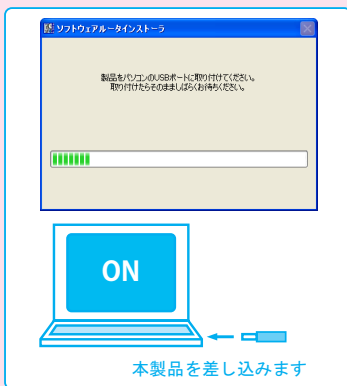 ソフトウェアルータインストーラ
製品をパソコンのUSBポートに取り付けてください。
取り付けたらそのまましばらくお待ちください。
ON
本製品を差し込みます